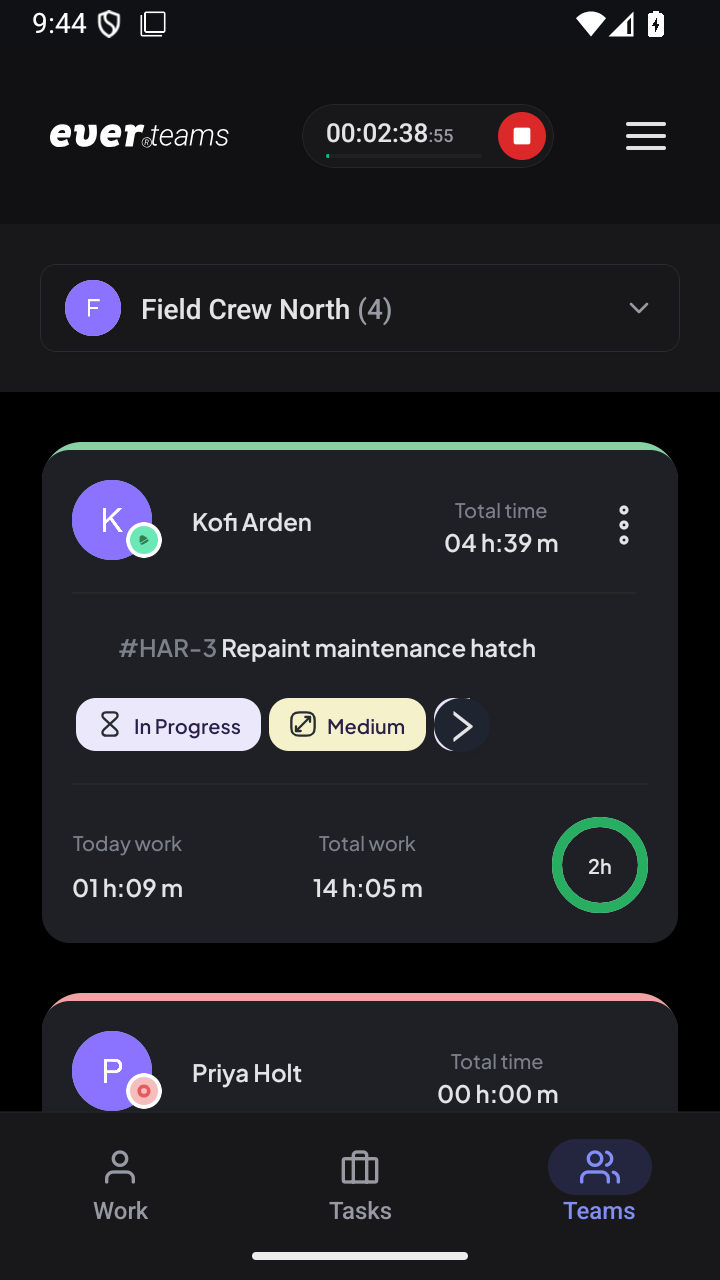 9:44
ever® teams
00:02:38:55
F
Field Crew North (4)
K
Kofi Arden
Total time
04 h:39 m
#HAR-3 Repaint maintenance hatch
In Progress
Medium
Today work
Total work
01 h:09 m
14 h:05 m
2h
P
Priya Holt
Total time
00 h:00 m
Work
Tasks
Teams